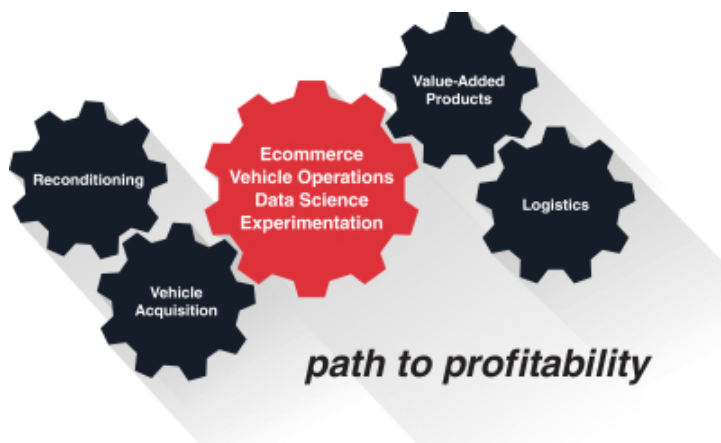 Value-Added
Products
Reconditioning
Ecommerce
Vehicle Operations
Data Science
Experimentation
Logistics
Vehicle
Acquisition
path to profitability